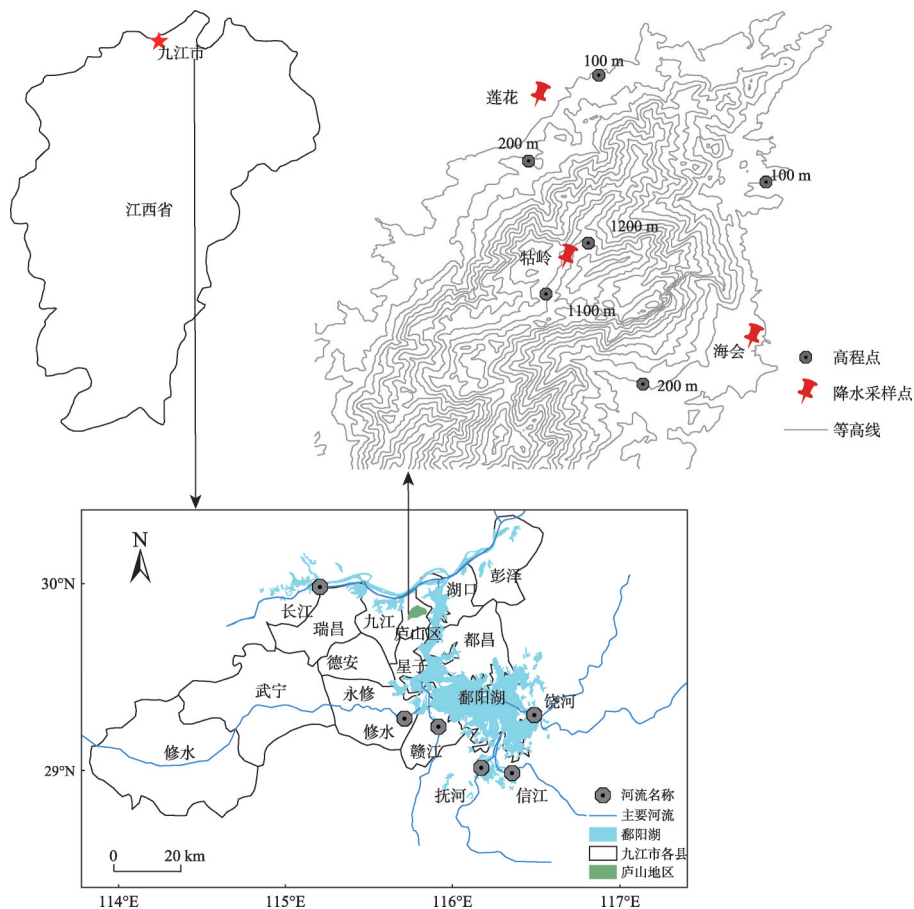 九江市
江西省
100 m
莲花
200 m
100 m
1200 m
牯岭
1100 m
海会
200 m
高程点
降水采样点
等高线
N
30°N
29°N
彭泽
湖口
长江
九江
瑞昌
庐山区
都昌
德安
星子
武宁
永修
鄱阳湖
饶河
修水
赣江
修水
抚河
信江
河流名称
主要河流
鄱阳湖
九江市各县
庐山地区
0
20 km
114°E
115°E
116°E
117°E